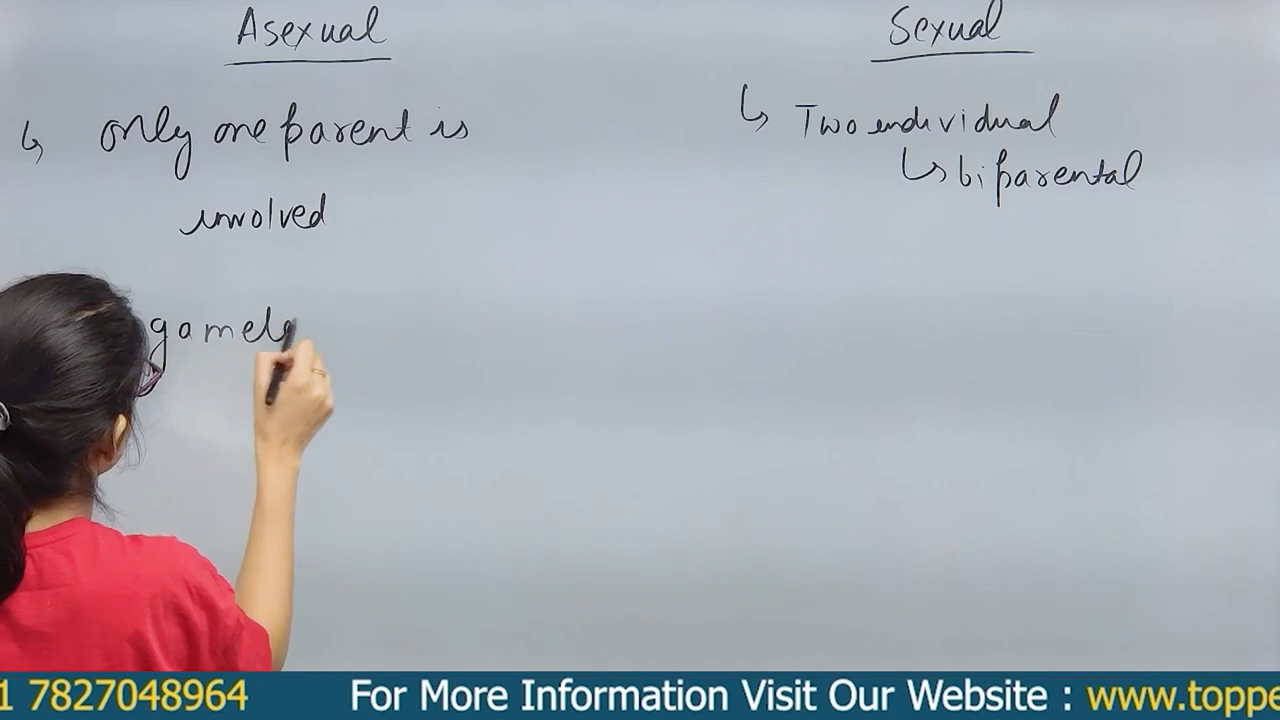 Asexual
Sexual
↳ only one parent is
involved
↳ Two individual
↳ biparental
gamete
1 7827048964 For More Information Visit Our Website : www.toppe